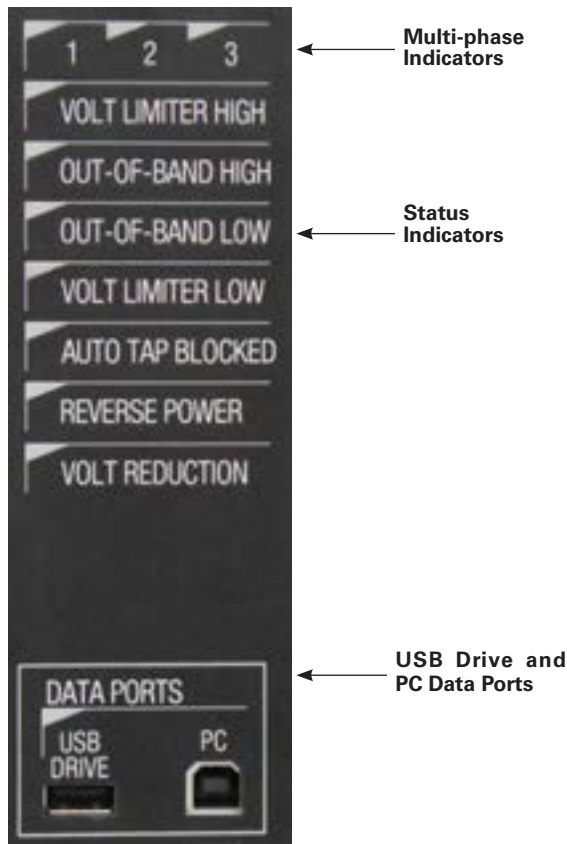 1 2 3
Multi-phase
Indicators
VOLT LIMITER HIGH
OUT-OF-BAND HIGH
OUT-OF-BAND LOW
Status
Indicators
VOLT LIMITER LOW
AUTO TAP BLOCKED
REVERSE POWER
VOLT REDUCTION
USB Drive and
PC Data Ports
DATA PORTS
USB
DRIVE
PC